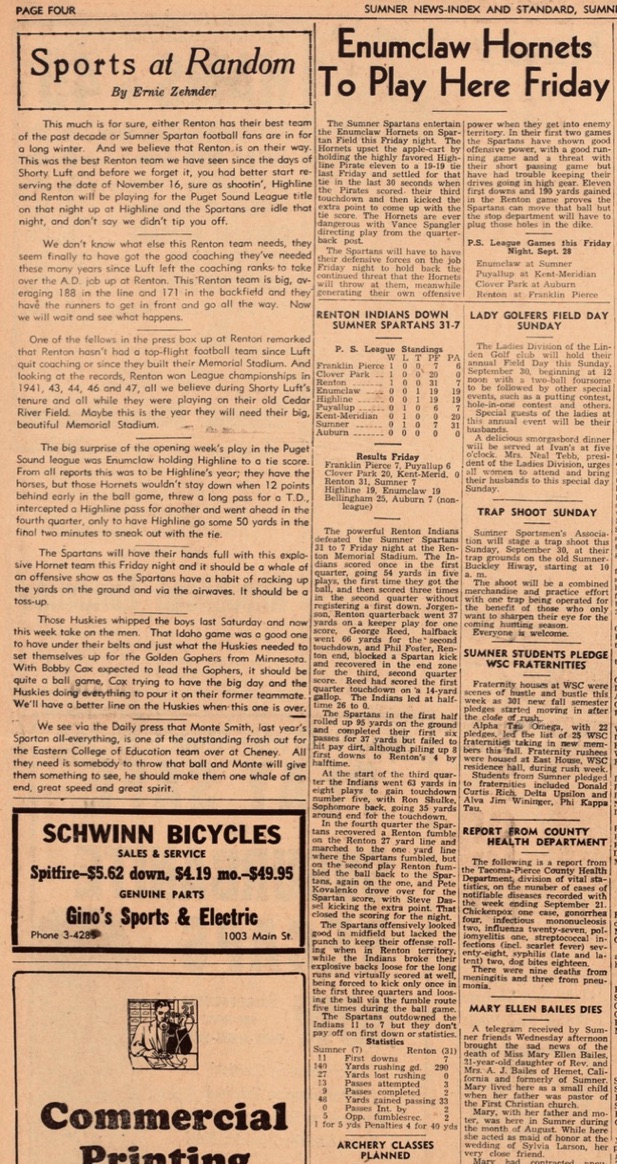 PAGE FOUR
SUMNER NEWS-INDEX AND STANDARD, SUMN
Sports at Random
By Ernie Zehnder
This much is for sure, either Renton has their best team
of the past decade or Sumner Spartan football fans are in for
a long winter. And we believe that Renton is on their way.
This was the best Renton team we have seen since the days of
Shorty Luft and before we forget it, you had better start re-
serving the date of November 16, sure as shootin', Highline
and Renton will be playing for the Puget Sound League title
on that night up at Highline and the Spartans are idle that
night, and don't say we didn't tip you off.
We don't know what else this Renton team needs, they
seem finally to have got the good coaching they've needed
these many years since Luft left the coaching ranks to take
over the A.D. job up at Renton. This Renton team is big, av-
eraging 188 in the line and 171 in the backfield and they
have the runners to get in front and go all the way. Now
we will wait and see what happens.
One of the fellows in the press box up at Renton remarked
that Renton hasn't had a top-flight football team since Luft
quit coaching or since they built their Memorial Stadium. And
looking at the records, Renton won League championships in
1941, 43, 44, 46 and 47, all we believe during Shorty Luft's
tenure and all while they were playing on their old Cedar
River Field. Maybe this is the year they will need their big,
beautiful Memorial Stadium.
The big surprise of the opening week's play in the Puget
Sound League was Enumclaw holding Highline to a tie score.
From all reports this was to be Highline's year; they have the
horses, but those Hornets wouldn't stay down when 12 points
behind early in the ball game, threw a long pass for a T.D.,
intercepted a Highline pass for another and went ahead in the
fourth quarter, only to have Highline go some 50 yards in the
final two minutes to sneak out with the tie.
The Spartans will have their hands full with this explo-
sive Hornet team this Friday night and it should be a whale of
an offensive show as the Spartans have a habit of racking up
the yards on the ground and via the airwaves. It should be a
toss-up.
Those Huskies whipped the boys last Saturday and now
this week take on the men. That Idaho game was a good one
to have under their belts and just what the Huskies needed to
set themselves up for the Golden Gophers from Minnesota.
With Bobby Cox expected to lead the Gophers, it should be
quite a ball game, Cox trying to have the big day and the
Huskies doing everything to pour it on their former teammate.
We'll have a better line on the Huskies when this one is over.
We see via the Daily press that Monte Smith, last year's
Spartan all-everything, is one of the outstanding frosh out for
the Eastern College of Education team over at Cheney. All
they need is somebody to throw that ball and Monte will give
them something to see, he should make them one whale of an
end, great speed and great spirit.
SCHWINN BICYCLES
SALES & SERVICE
Spitfire—$5.62 down, $4.19 mo.—$49.95
GENUINE PARTS
Gino's Sports & Electric
Phone 3-4285 1003 Main St.
Commercial
Printing
Enumclaw Hornets
To Play Here Friday
The Sumner Spartans entertain
the Enumclaw Hornets on Spar-
tan Field this Friday night. The
Hornets upset the apple-cart by
holding the highly favored High-
line Pirate eleven to a 19-19 tie
last Friday and settled for that
tie in the last 30 seconds when
the Pirates scored their third
touchdown and then kicked the
extra point to come up with the
tie score. The Hornets are ever
dangerous with Vance Spangler
directing play from the quarter-
back post.
The Spartans will have to have
their defensive forces on the job
Friday night to hold back the
continued threat that the Hornets
will throw at them, meanwhile
generating their own offensive
power when they get into enemy
territory. In their first two games
the Spartans have shown good
offensive power, with a good run-
ning game and a threat with
their short passing game but
have had trouble keeping their
drives going in high gear. Eleven
first downs and 190 yards gained
in the Renton game proves the
Spartans can move that ball but
the stop department will have to
plug those holes in the dike.
P.S. League Games this Friday
Night, Sept. 28
Enumclaw at Sumner
Puyallup at Kent-Meridian
Clover Park at Auburn
Renton at Franklin Pierce
RENTON INDIANS DOWN
SUMNER SPARTANS 31-7
P. S. League Standings
W L T PF PA
Franklin Pierce 1 0 0 7 6
Clover Park 1 0 0 20 0
Renton 1 0 0 31 7
Enumclaw 0 0 1 19 19
Highline 0 0 1 19 19
Puyallup 0 1 0 6 7
Kent-Meridian 0 1 0 0 20
Sumner 0 1 0 7 31
Auburn 0 0 0 0 0
Results Friday
Franklin Pierce 7, Puyallup 6
Clover Park 20, Kent-Merid. 0
Renton 31, Sumner 7
Highline 19, Enumclaw 19
Bellingham 25, Auburn 7 (non-
league)
The powerful Renton Indians
defeated the Sumner Spartans
31 to 7 Friday night at the Ren-
ton Memorial Stadium. The In-
dians scored once in the first
quarter, going 54 yards in five
plays, the first time they got the
ball, and then scored three times
in the second quarter without
registering a first down. Jorgen-
son, Renton quarterback went 37
yards on a keeper play for one
score, George Reed, halfback
went 66 yards for the second
touchdown, and Phil Foster, Ren-
ton end, blocked a Spartan kick
and recovered in the end zone
for the third, second quarter
score. Reed had scored the first
quarter touchdown on a 14-yard
gallop. The Indians led at half-
time 26 to 0.
The Spartans in the first half
rolled up 95 yards on the ground
and completed their first six
passes for 37 yards but failed to
hit pay dirt, although piling up 8
first downs to Renton's 4 by
halftime.
At the start of the third quar-
ter the Indians went 63 yards in
eight plays to gain touchdown
number five, with Ron Shulke,
Sophomore back, going 35 yards
around end for the touchdown.
In the fourth quarter the Spar-
tans recovered a Renton fumble
on the Renton 27 yard line and
marched to the one yard line
where the Spartans fumbled, but
on the second play Renton fum-
bled the ball back to the Spar-
tans, again on the one, and Pete
Kovalenko drove over for the
Spartan score, with Steve Das-
sel kicking the extra point. That
closed the scoring for the night.
The Spartans offensively looked
good in midfield but lacked the
punch to keep their offense roll-
ing when in Renton territory,
while the Indians broke their
explosive backs loose for the long
runs and virtually scored at well,
being forced to kick only once in
the first three quarters and loos-
ing the ball via the fumble route
five times during the ball game.
The Spartans outdowned the
Indians 11 to 7 but they don't
pay off on first down or statistics.
Statistics
Sumner (7) Renton (31)
11 First downs 7
140 Yards rushing gd. 290
27 Yards lost rushing 0
13 Passes attempted 3
9 Passes completed 2
48 Yards gained passing 33
0 Passes Int. by 2
5 Opp. fumblesrec. 2
1 for 5 yds Penalties 4 for 40 yds
ARCHERY CLASSES
PLANNED
LADY GOLFERS FIELD DAY
SUNDAY
The Ladies Division of the Lin-
den Golf club will hold their
annual Field Day this Sunday,
September 30, beginning at 12
noon with a two-ball foursome
to be followed by other special
events, such as a putting contest,
hole-in-one contest and others.
Special guests of the ladies at
this annual event will be their
husbands.
A delicious smorgasbord dinner
will be served at Ivan's at five
o'clock. Mrs. Neal Tebb, presi-
dent of the Ladies Division, urges
all women to attend and bring
their husbands to this special day
Sunday.
TRAP SHOOT SUNDAY
Sumner Sportsmen's Associa-
tion will stage a trap shoot this
Sunday, September 30, at their
trap grounds on the old Sumner-
Buckley Hiway, starting at 10
a. m.
The shoot will be a combined
merchandise and practice effort
with one trap being operated for
the benefit of those who only
want to sharpen their eye for the
coming hunting season.
Everyone is welcome.
SUMNER STUDENTS PLEDGE
WSC FRATERNITIES
Fraternity houses at WSC were
scenes of hustle and bustle this
week as 301 new fall semester
pledges started moving in after
the close of rush.
Alpha Tau Omega, with 22
pledges, led the list of 25 WSC
fraternities taking in new mem-
bers this fall. Fraternity rushees
were housed at East House, WSC
residence hall, during rush week.
Students from Sumner pledged
to fraternities included Donald
Curtis Rich, Delta Upsilon and
Alva Jim Wininger, Phi Kappa
Tau.
REPORT FROM COUNTY
HEALTH DEPARTMENT
The following is a report from
the Tacoma-Pierce County Health
Department, division of vital sta-
tistics, on the number of cases of
notifiable diseases recorded with
the week ending September 21.
Chickenpox one case, gonorrhea
four, infectious mononucleosis
two, influenza twenty-seven, pol-
iomyelitis one, streptococcal in-
fections (incl. scarlet fever) sev-
enty-eight, syphilis (late and la-
tent) two, dog bites eighteen.
There were nine deaths from
meningitis and three from pneu-
monia.
MARY ELLEN BAILES DIES
A telegram received by Sum-
ner friends Wednesday afternoon
brought the sad news of the
death of Miss Mary Ellen Bailes,
21-year-old daughter of Rev. and
Mrs. A. J. Bailes of Hemet, Cal-
ifornia and formerly of Sumner.
Mary lived here as a small child
when her father was pastor of
the First Christian church.
Mary, with her father and mo-
ter, was here in Sumner during
the month of August. While here
she acted as maid of honor at the
wedding of Sylvia Larson, her
very close friend.
Mary had contracted